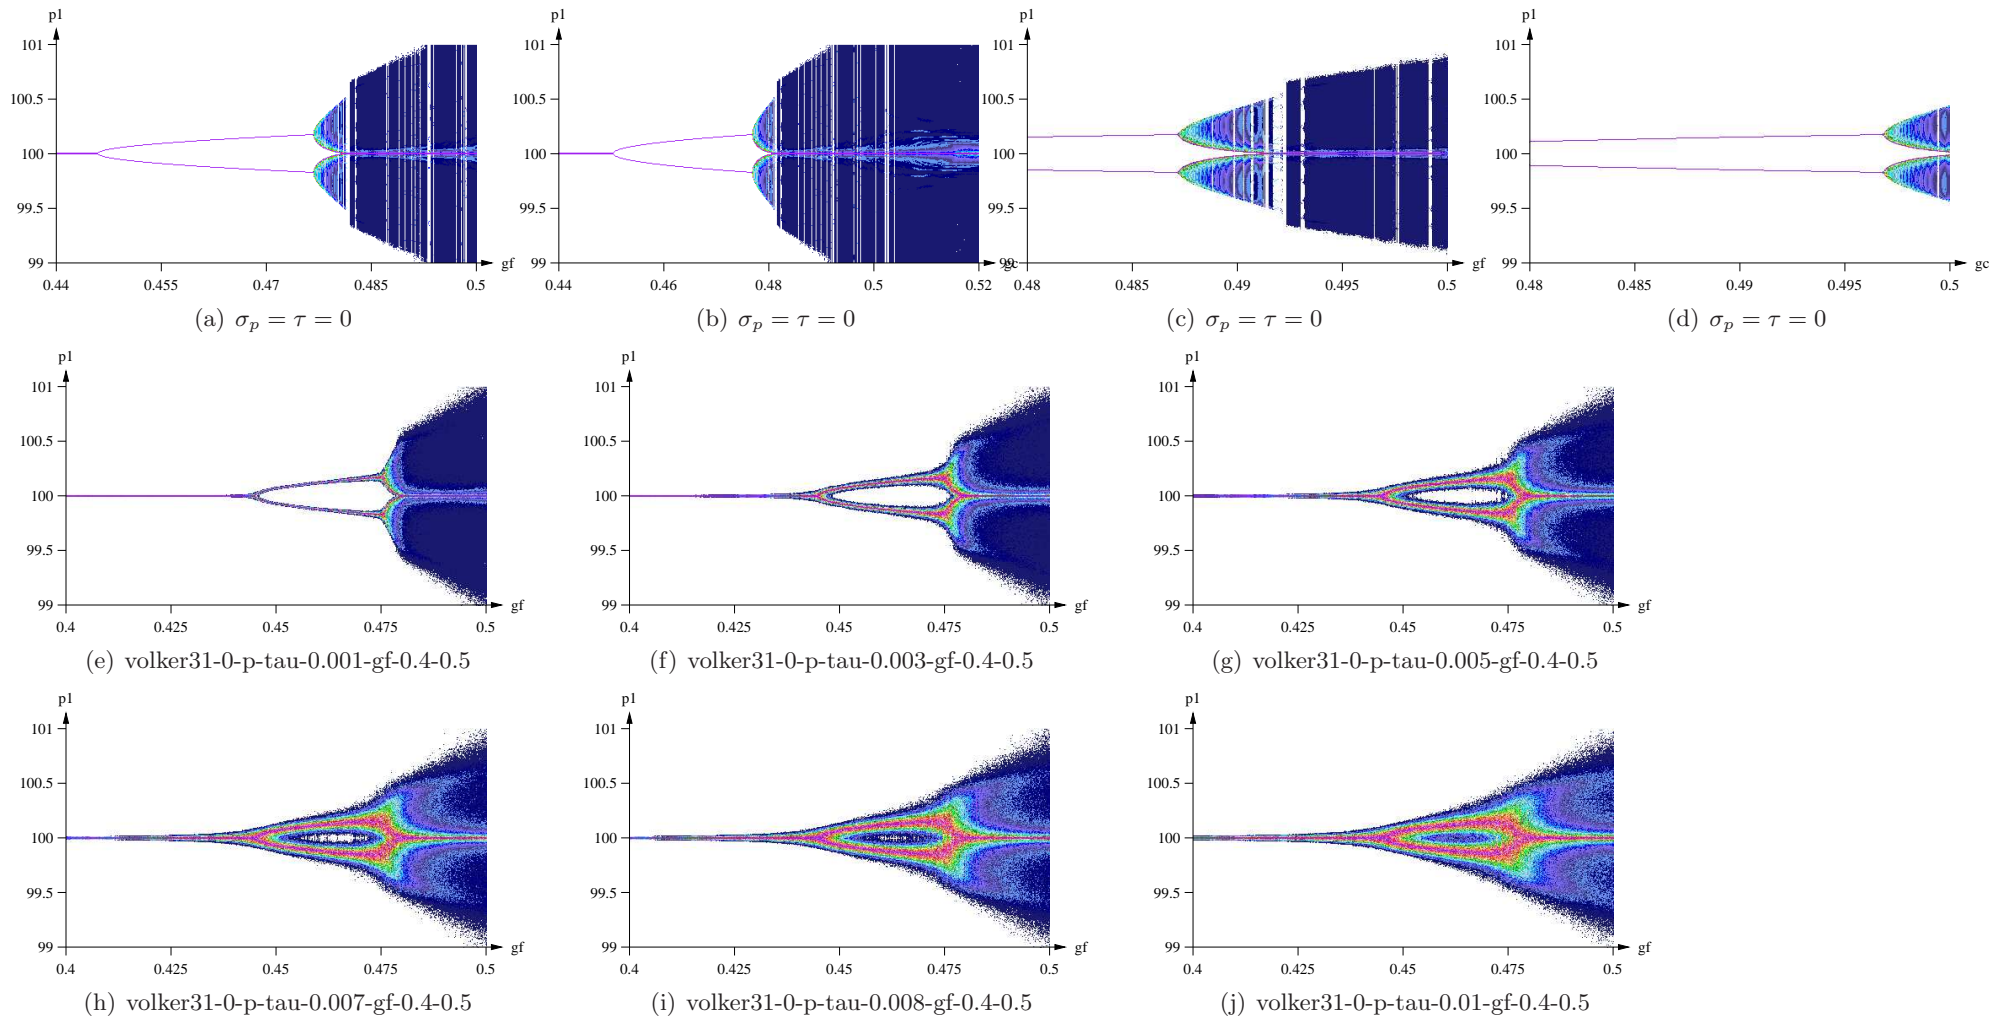 p1 p1 p1 p1
101 101 101 101
100.5 100.5 100.5 100.5
100 100 100 100
99.5 99.5 99.5 99.5
99 gf 99 gc 99 gf 99 gc
0.44 0.455 0.47 0.485 0.5 0.44 0.46 0.48 0.5 0.52 0.48 0.485 0.49 0.495 0.5 0.48 0.485 0.49 0.495 0.5
(a) σp = τ = 0 (b) σp = τ = 0 (c) σp = τ = 0 (d) σp = τ = 0
p1 p1 p1
101 101 101
100.5 100.5 100.5
100 100 100
99.5 99.5 99.5
99 gf 99 gf 99 gf
0.4 0.425 0.45 0.475 0.5 0.4 0.425 0.45 0.475 0.5 0.4 0.425 0.45 0.475 0.5
(e) volker31-0-p-tau-0.001-gf-0.4-0.5 (f) volker31-0-p-tau-0.003-gf-0.4-0.5 (g) volker31-0-p-tau-0.005-gf-0.4-0.5
p1 p1 p1
101 101 101
100.5 100.5 100.5
100 100 100
99.5 99.5 99.5
99 gf 99 gf 99 gf
0.4 0.425 0.45 0.475 0.5 0.4 0.425 0.45 0.475 0.5 0.4 0.425 0.45 0.475 0.5
(h) volker31-0-p-tau-0.007-gf-0.4-0.5 (i) volker31-0-p-tau-0.008-gf-0.4-0.5 (j) volker31-0-p-tau-0.01-gf-0.4-0.5